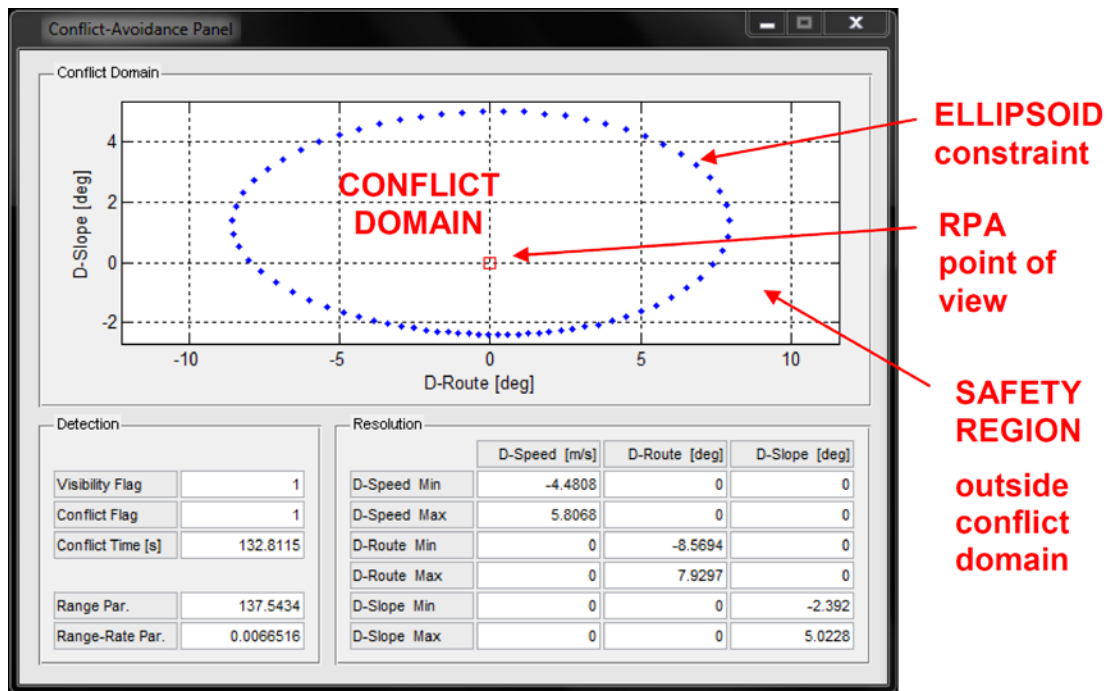 Conflict-Avoidance Panel
Conflict Domain
D-Slope [deg]
4
2
0
-2
-10
-5
0
5
10
D-Route [deg]
CONFLICT
DOMAIN
ELLIPSOID
constraint
RPA
point of
view
SAFETY
REGION
outside
conflict
domain
Detection
Visibility Flag 1
Conflict Flag 1
Conflict Time [s] 132.8115
Range Par. 137.5434
Range-Rate Par. 0.0066516
Resolution
D-Speed [m/s] D-Route [deg] D-Slope [deg]
D-Speed Min -4.4808 0 0
D-Speed Max 5.8068 0 0
D-Route Min 0 -8.5694 0
D-Route Max 0 7.9297 0
D-Slope Min 0 0 -2.392
D-Slope Max 0 0 5.0228